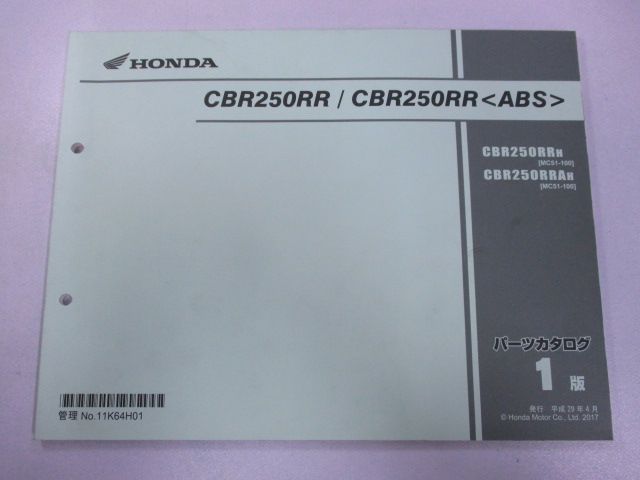 HONDA
CBR250RR / CBR250RR<ABS>
CBR250RRH
[MC51-100]
CBR250RRAH
[MC51-100]
パーツカタログ
1 版
発行 平成 29 年 4 月
© Honda Motor Co., Ltd. 2017
管理 No.11K64H01